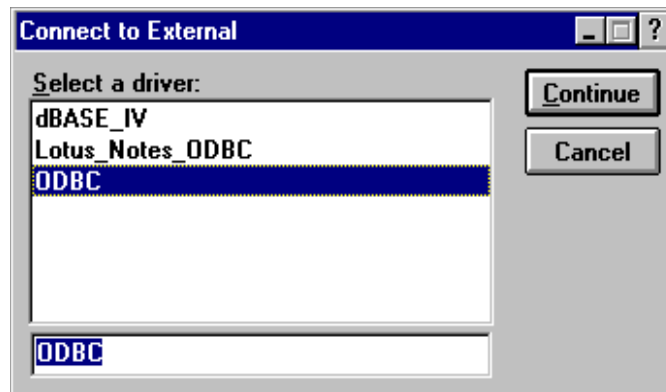 Connect to External
?
Select a driver:
dBASE_IV
Lotus_Notes_ODBC
ODBC
ODBC
Continue
Cancel